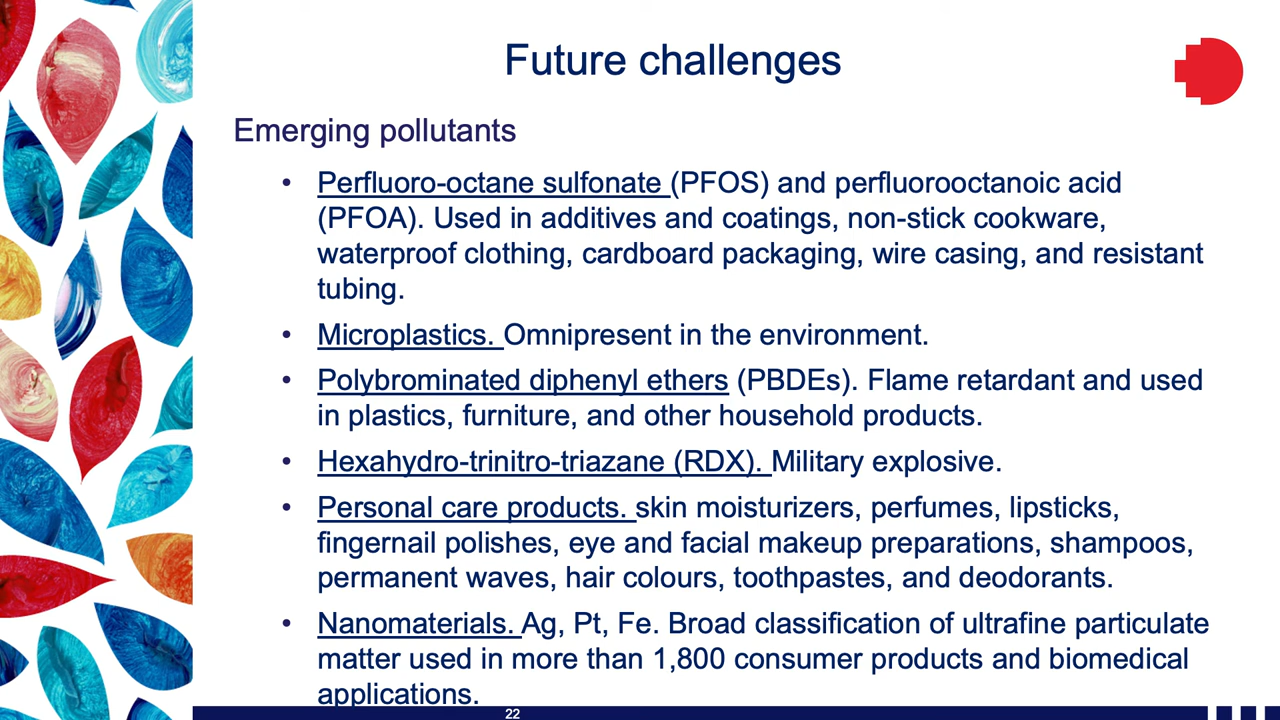 Future challenges
Emerging pollutants
• Perfluoro-octane sulfonate (PFOS) and perfluorooctanoic acid
(PFOA). Used in additives and coatings, non-stick cookware,
waterproof clothing, cardboard packaging, wire casing, and resistant
tubing.
• Microplastics. Omnipresent in the environment.
• Polybrominated diphenyl ethers (PBDEs). Flame retardant and used
in plastics, furniture, and other household products.
• Hexahydro-trinitro-triazane (RDX). Military explosive.
• Personal care products. skin moisturizers, perfumes, lipsticks,
fingernail polishes, eye and facial makeup preparations, shampoos,
permanent waves, hair colours, toothpastes, and deodorants.
• Nanomaterials. Ag, Pt, Fe. Broad classification of ultrafine particulate
matter used in more than 1,800 consumer products and biomedical
applications.
22